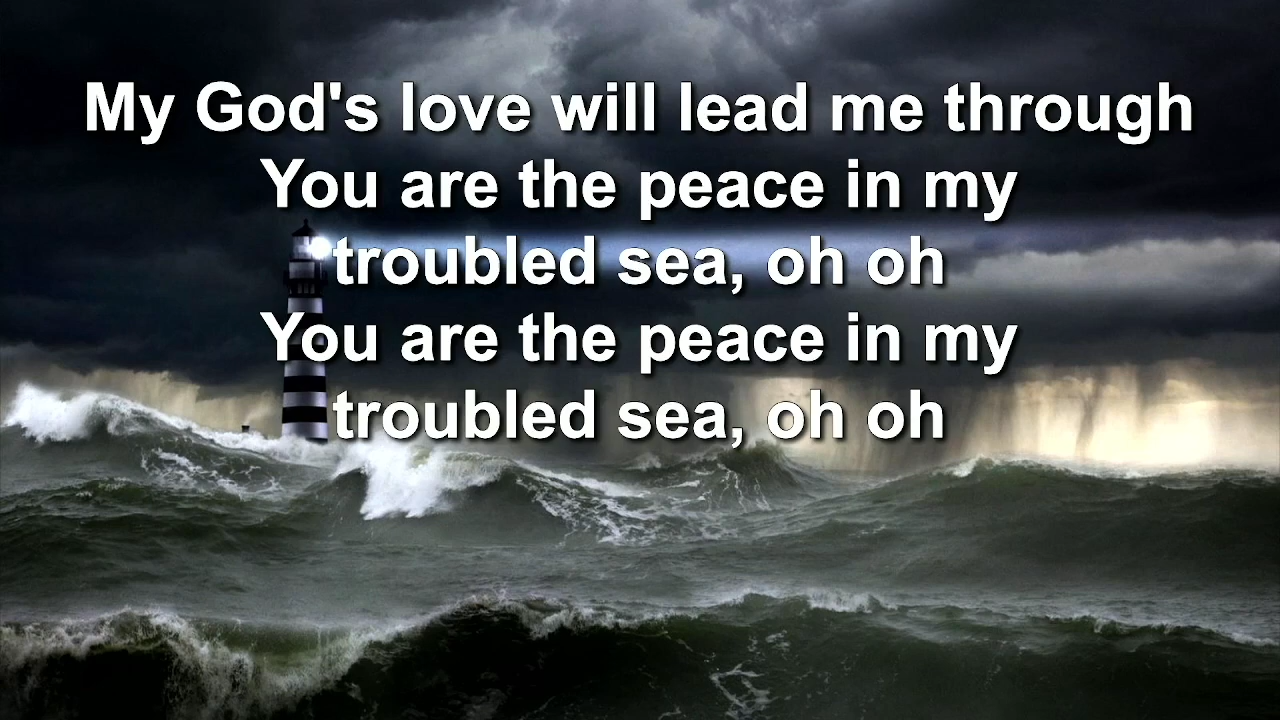 My God's love will lead me through
You are the peace in my
troubled sea, oh oh
You are the peace in my
troubled sea, oh oh